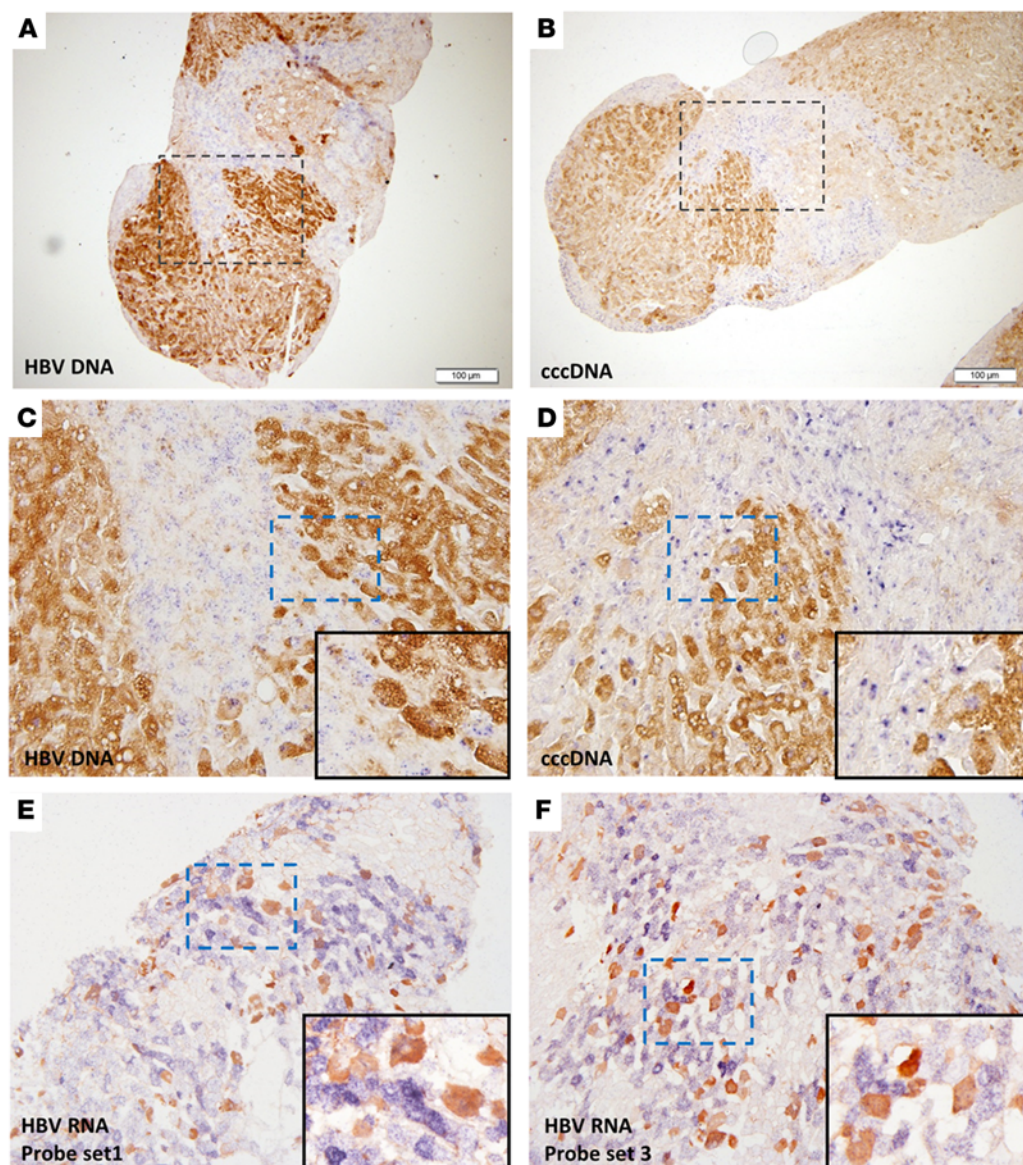 A
B
HBV DNA
100 μm
cccDNA
100 μm
C
D
HBV DNA
cccDNA
E
F
HBV RNA
Probe set1
HBV RNA
Probe set 3